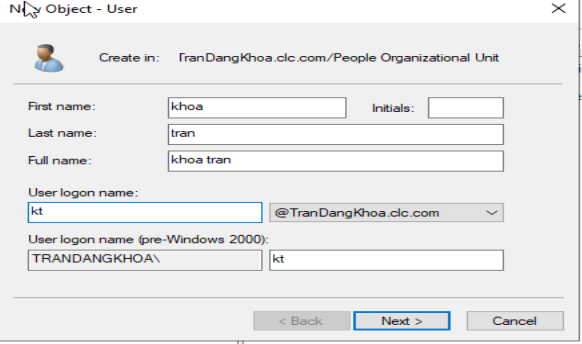 New Object - User
Create in: TranDangKhoa.clc.com/People Organizational Unit
First name: khoa Initials:
Last name: tran
Full name: khoa tran
User logon name:
kt @TranDangKhoa.clc.com
User logon name (pre-Windows 2000):
TRANDANGKHOA\ kt
< Back Next > Cancel